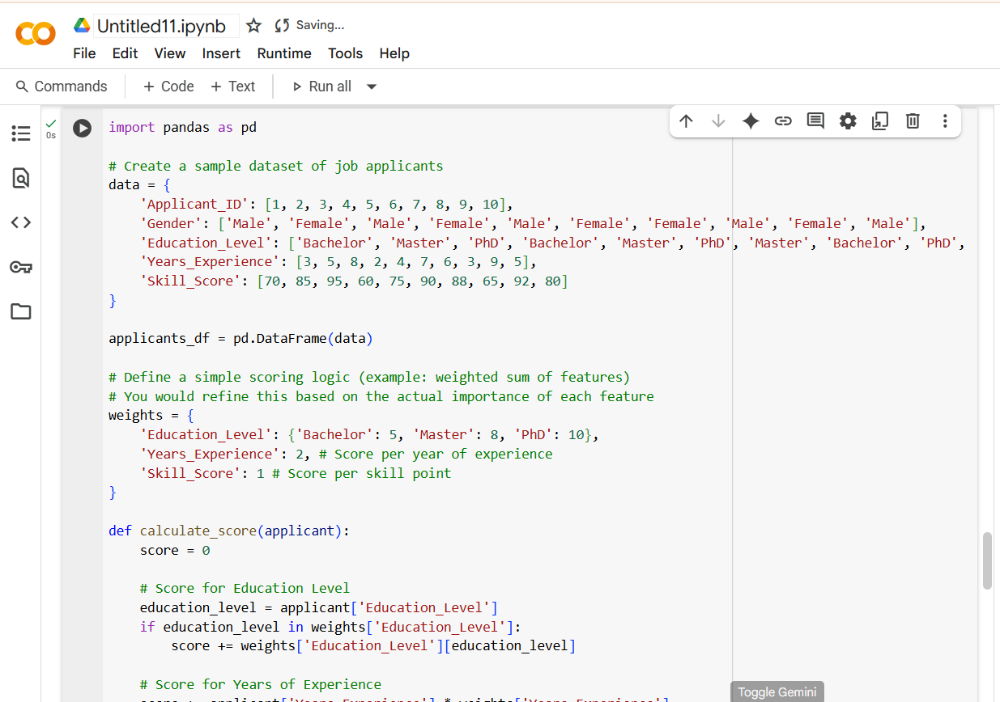 Untitled11.ipynb Saving...
File Edit View Insert Runtime Tools Help
Commands + Code + Text Run all
0s
import pandas as pd
# Create a sample dataset of job applicants
data = {
    'Applicant_ID': [1, 2, 3, 4, 5, 6, 7, 8, 9, 10],
    'Gender': ['Male', 'Female', 'Male', 'Female', 'Male', 'Female', 'Female', 'Male', 'Female', 'Male'],
    'Education_Level': ['Bachelor', 'Master', 'PhD', 'Bachelor', 'Master', 'PhD', 'Master', 'Bachelor', 'PhD',
    'Years_Experience': [3, 5, 8, 2, 4, 7, 6, 3, 9, 5],
    'Skill_Score': [70, 85, 95, 60, 75, 90, 88, 65, 92, 80]
}
applicants_df = pd.DataFrame(data)
# Define a simple scoring logic (example: weighted sum of features)
# You would refine this based on the actual importance of each feature
weights = {
    'Education_Level': {'Bachelor': 5, 'Master': 8, 'PhD': 10},
    'Years_Experience': 2, # Score per year of experience
    'Skill_Score': 1 # Score per skill point
}
def calculate_score(applicant):
    score = 0
    # Score for Education Level
    education_level = applicant['Education_Level']
    if education_level in weights['Education_Level']:
        score += weights['Education_Level'][education_level]
    # Score for Years of Experience
    score += applicant['Years_Experience'] * weights['Years_Experience']
Toggle Gemini